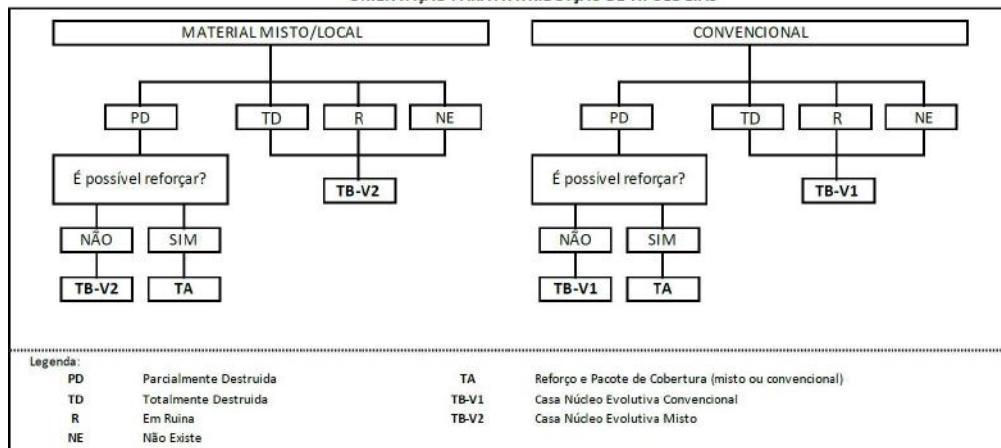 MATERIAL MISTO/LOCAL CONVENCIONAL
PD TD R NE PD TD R NE
É possível reforçar? TB-V2 É possível reforçar? TB-V1
NÃO SIM NÃO SIM
TB-V2 TA TB-V1 TA
Legenda:
PD Parcialmente Destruida TA Reforço e Pacote de Cobertura (misto ou convencional)
TD Totalmente Destruida TB-V1 Casa Núcleo Evolutiva Convencional
R Em Ruina TB-V2 Casa Núcleo Evolutiva Misto
NE Não Existe